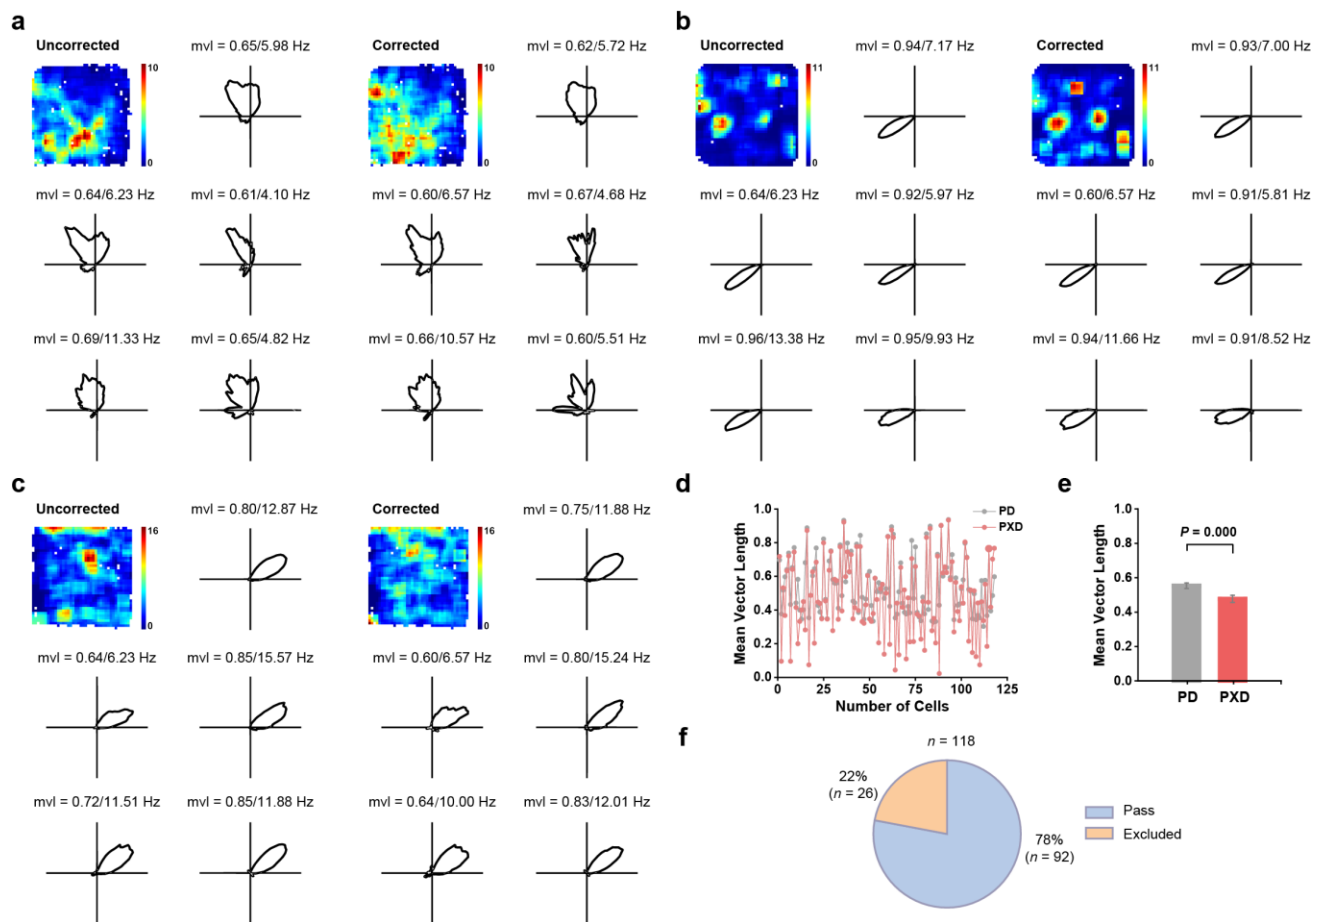 a
Uncorrected
mvl = 0.65/5.98 Hz
Corrected
mvl = 0.62/5.72 Hz
10
0
10
0
mvl = 0.64/6.23 Hz
mvl = 0.61/4.10 Hz
mvl = 0.60/6.57 Hz
mvl = 0.67/4.68 Hz
mvl = 0.69/11.33 Hz
mvl = 0.65/4.82 Hz
mvl = 0.66/10.57 Hz
mvl = 0.60/5.51 Hz
b
Uncorrected
mvl = 0.94/7.17 Hz
Corrected
mvl = 0.93/7.00 Hz
11
0
11
0
mvl = 0.64/6.23 Hz
mvl = 0.92/5.97 Hz
mvl = 0.60/6.57 Hz
mvl = 0.91/5.81 Hz
mvl = 0.96/13.38 Hz
mvl = 0.95/9.93 Hz
mvl = 0.94/11.66 Hz
mvl = 0.91/8.52 Hz
c
Uncorrected
mvl = 0.80/12.87 Hz
Corrected
mvl = 0.75/11.88 Hz
16
0
16
0
mvl = 0.64/6.23 Hz
mvl = 0.85/15.57 Hz
mvl = 0.60/6.57 Hz
mvl = 0.80/15.24 Hz
mvl = 0.72/11.51 Hz
mvl = 0.85/11.88 Hz
mvl = 0.64/10.00 Hz
mvl = 0.83/12.01 Hz
d
Mean Vector Length
1.0
0.8
0.6
0.4
0.2
0.0
PD
PXD
0
25
50
75
100
125
Number of Cells
e
Mean Vector Length
1.0
0.8
0.6
0.4
0.2
0.0
P = 0.000
PD
PXD
f
n = 118
22%
(n = 26)
78%
(n = 92)
Pass
Excluded